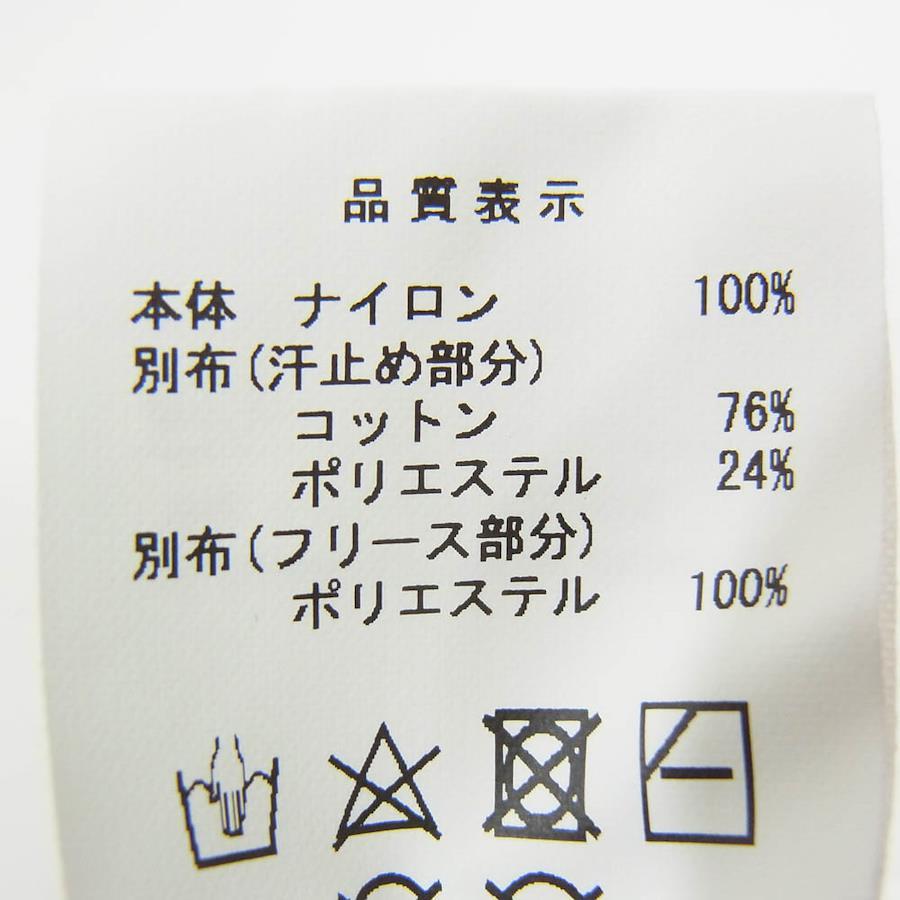 品質表示
本体 ナイロン 100%
別布(汗止め部分)
コットン 76%
ポリエステル 24%
別布(フリース部分)
ポリエステル 100%